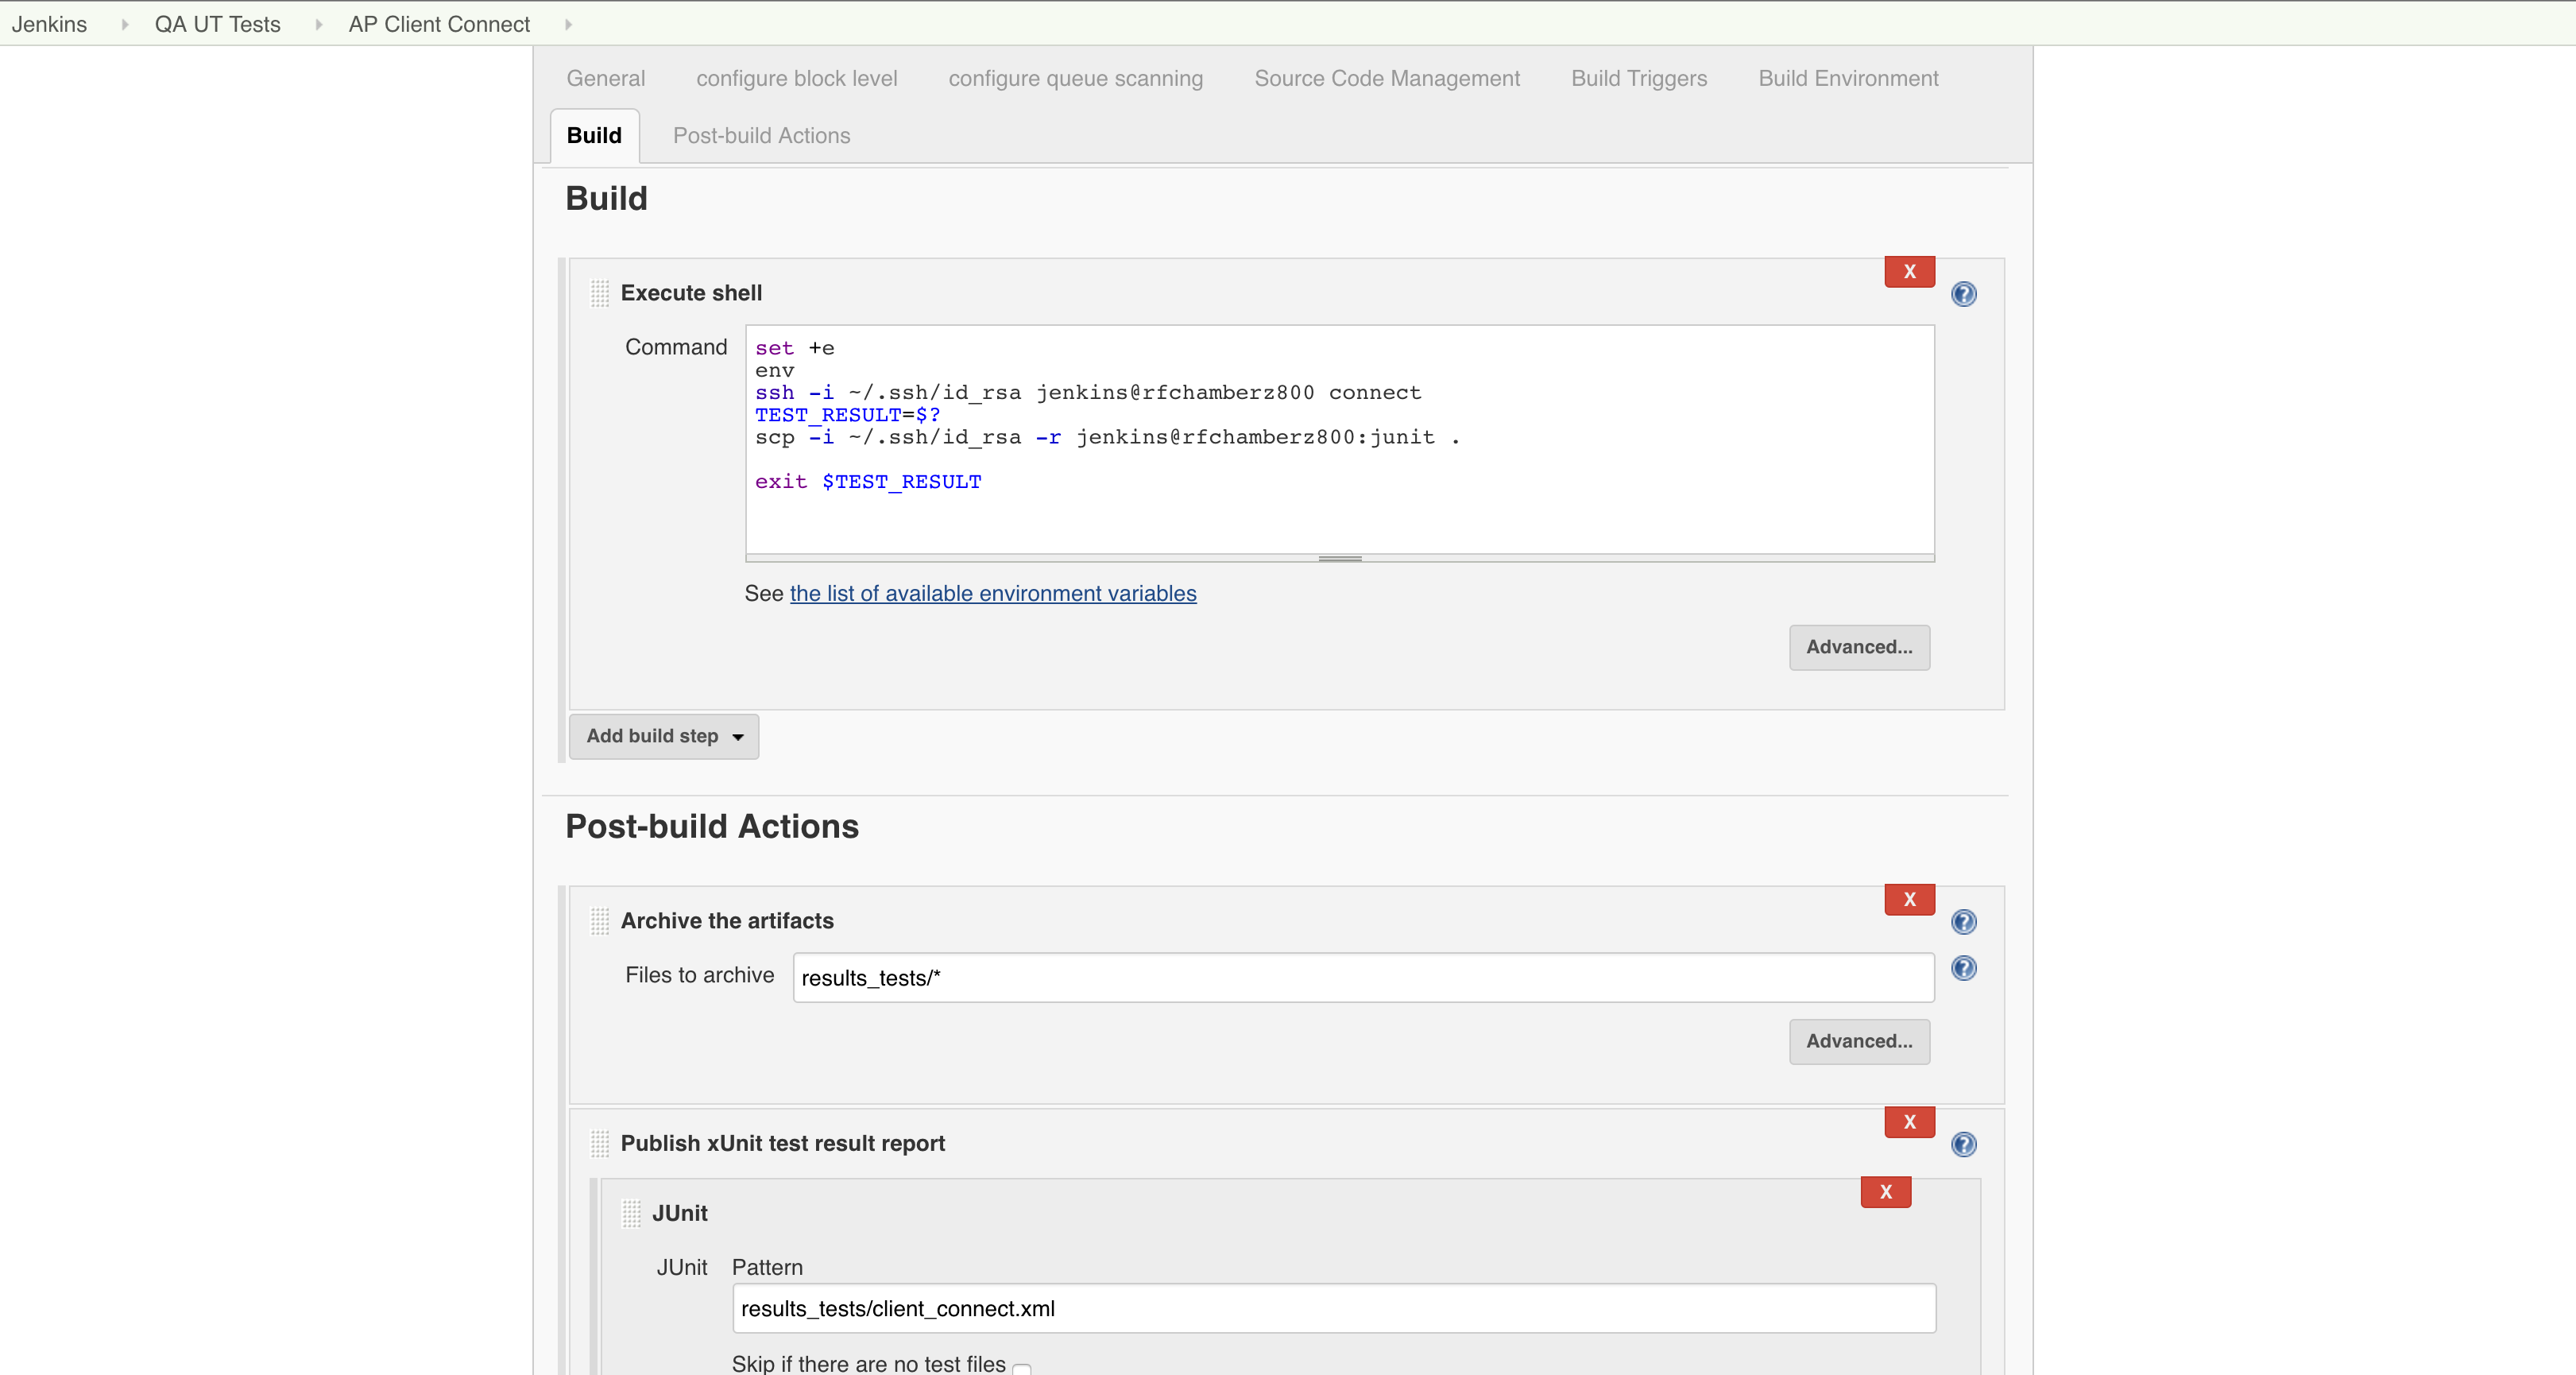 Jenkins QA UT Tests AP Client Connect
General configure block level configure queue scanning Source Code Management Build Triggers Build Environment
Build Post-build Actions
Build
X
Execute shell
Command
set +e
env
ssh -i ~/.ssh/id_rsa jenkins@rfchamberz800 connect
TEST_RESULT=$?
scp -i ~/.ssh/id_rsa -r jenkins@rfchamberz800:junit .
exit $TEST_RESULT
See the list of available environment variables
Advanced...
Add build step
Post-build Actions
X
Archive the artifacts
Files to archive results_tests/*
Advanced...
X
Publish xUnit test result report
X
JUnit
JUnit Pattern
results_tests/client_connect.xml
Skip if there are no test files